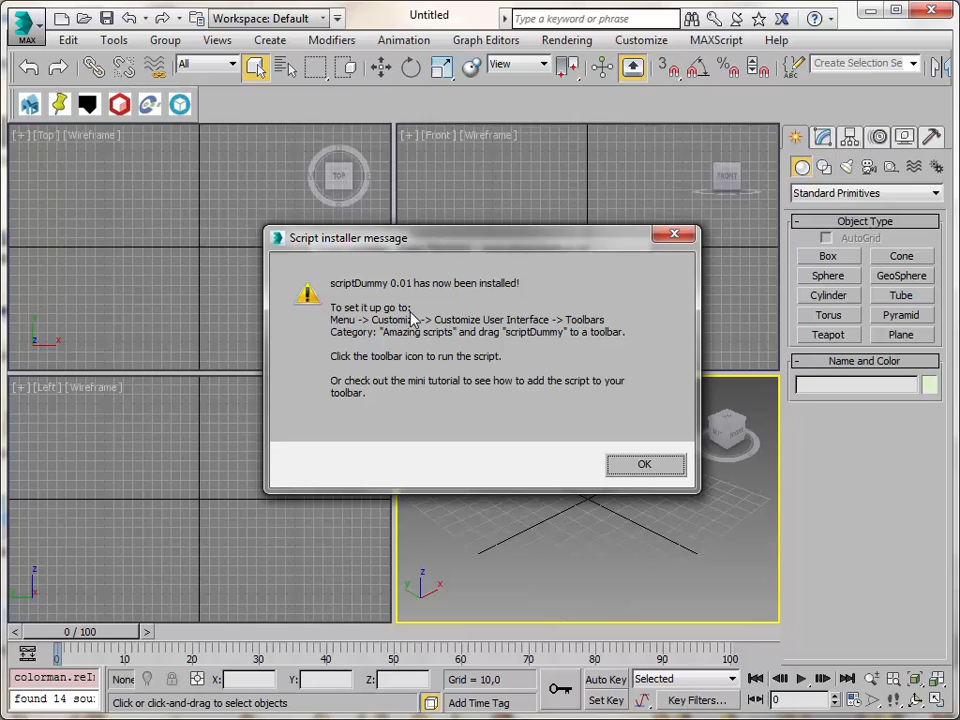 MAX
Workspace: Default
Untitled
Type a keyword or phrase
Edit Tools Group Views Create Modifiers Animation Graph Editors Rendering Customize MAXScript Help
All
View
3
Create Selection Se
[+] [Top] [Wireframe]
TOP
[+] [Front] [Wireframe]
FRONT
Standard Primitives
Object Type
AutoGrid
Box Cone
Sphere GeoSphere
Cylinder Tube
Torus Pyramid
Teapot Plane
Name and Color
Script installer message
scriptDummy 0.01 has now been installed!
To set it up go to:
Menu -> Customize -> Customize User Interface -> Toolbars
Category: "Amazing scripts" and drag "scriptDummy" to a toolbar.
Click the toolbar icon to run the script.
Or check out the mini tutorial to see how to add the script to your
toolbar.
OK
z
x
[+] [Left] [Wireframe]
z
z
y x
< 0 / 100 >
0 10 20 30 40 50 60 70 80 90 100
colorman.reIn
found 14 sou
None
X: Y: Z:
Grid = 10,0
Click or click-and-drag to select objects
Add Time Tag
Auto Key Selected
Set Key Key Filters...
0